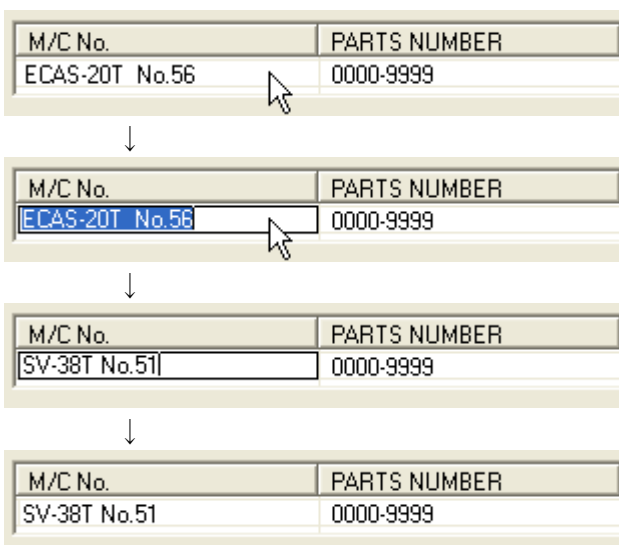 M/C No. PARTS NUMBER
ECAS-20T  No.56 0000-9999
↓
M/C No. PARTS NUMBER
ECAS-20T  No.56 0000-9999
↓
M/C No. PARTS NUMBER
SV-38T No.51 0000-9999
↓
M/C No. PARTS NUMBER
SV-38T No.51 0000-9999